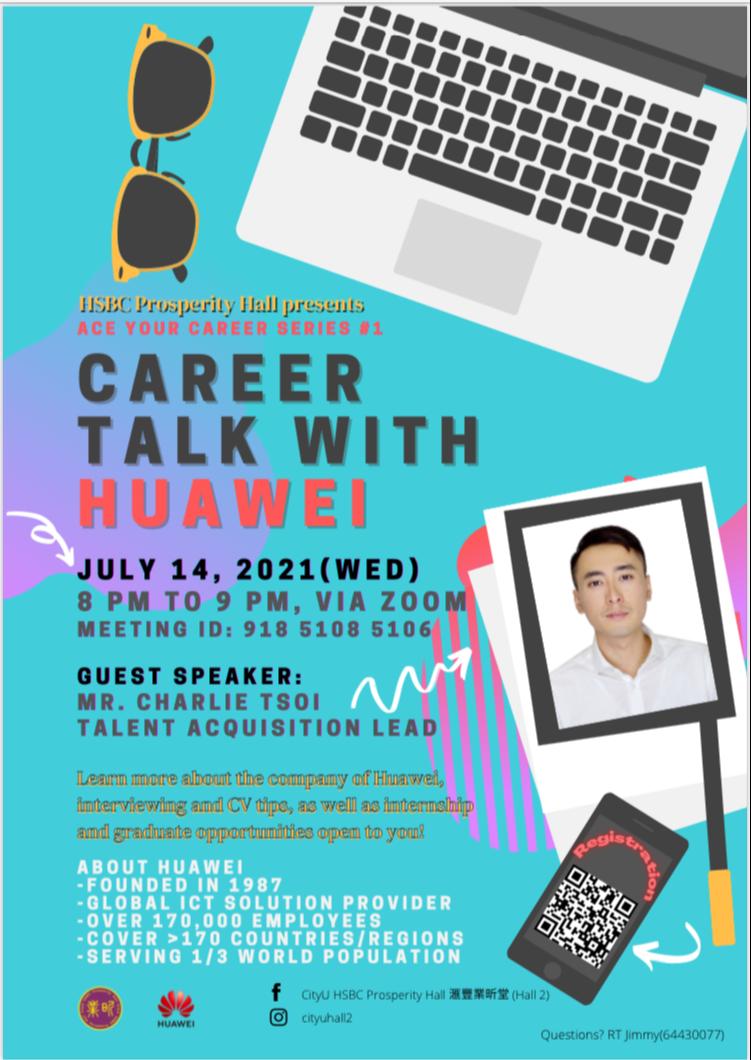 HSBC Prosperity Hall presents
ACE YOUR CAREER SERIES #1
CAREER
TALK WITH
HUAWEI
JULY 14, 2021(WED)
8 PM TO 9 PM, VIA ZOOM
MEETING ID: 918 5108 5106
GUEST SPEAKER:
MR. CHARLIE TSOI
TALENT ACQUISITION LEAD
Learn more about the company of Huawei,
interviewing and CV tips, as well as internship
and graduate opportunities open to you!
Registration
ABOUT HUAWEI
-FOUNDED IN 1987
-GLOBAL ICT SOLUTION PROVIDER
-OVER 170,000 EMPLOYEES
-COVER >170 COUNTRIES/REGIONS
-SERVING 1/3 WORLD POPULATION
業昕
HUAWEI
CityU HSBC Prosperity Hall 滙豐業昕堂 (Hall 2)
cityuhall2
Questions? RT Jimmy(64430077)